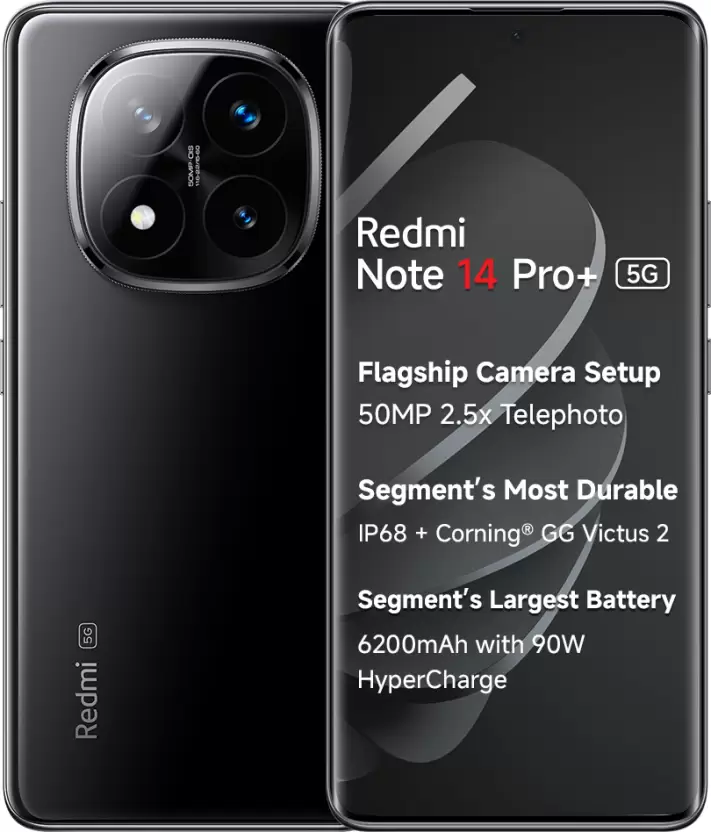 50MP-OIS
Redmi 5G
Redmi
Note 14 Pro+ 5G
Flagship Camera Setup
50MP 2.5x Telephoto
Segment's Most Durable
IP68 + Corning® GG Victus 2
Segment's Largest Battery
6200mAh with 90W
HyperCharge